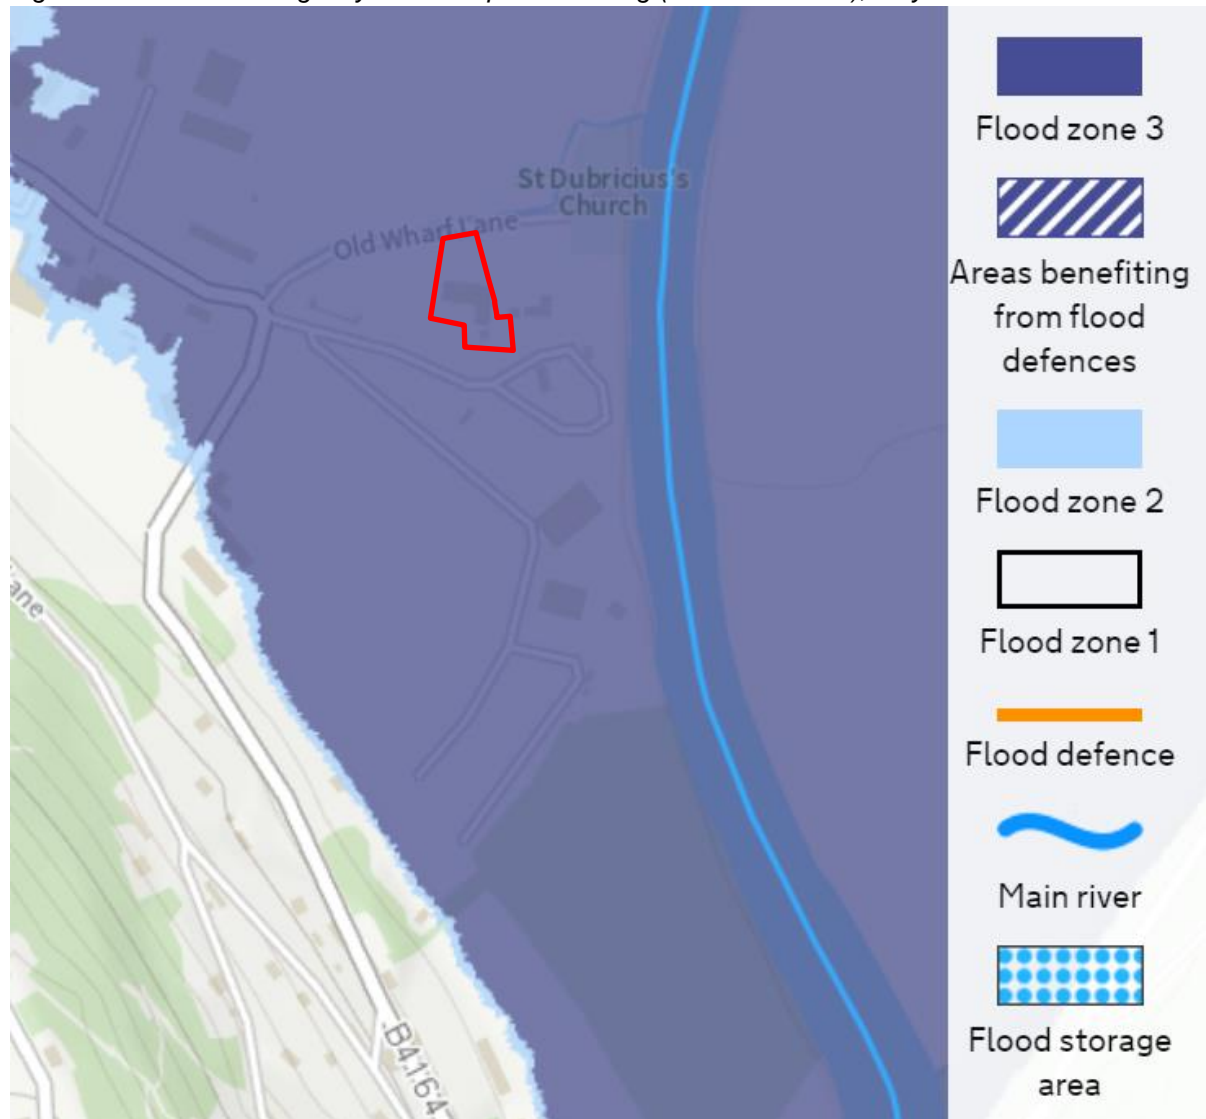 St Dubricius's
Church
Old Wharf Lane
ane
B4164
Flood zone 3
Areas benefiting
from flood
defences
Flood zone 2
Flood zone 1
Flood defence
Main river
Flood storage
area